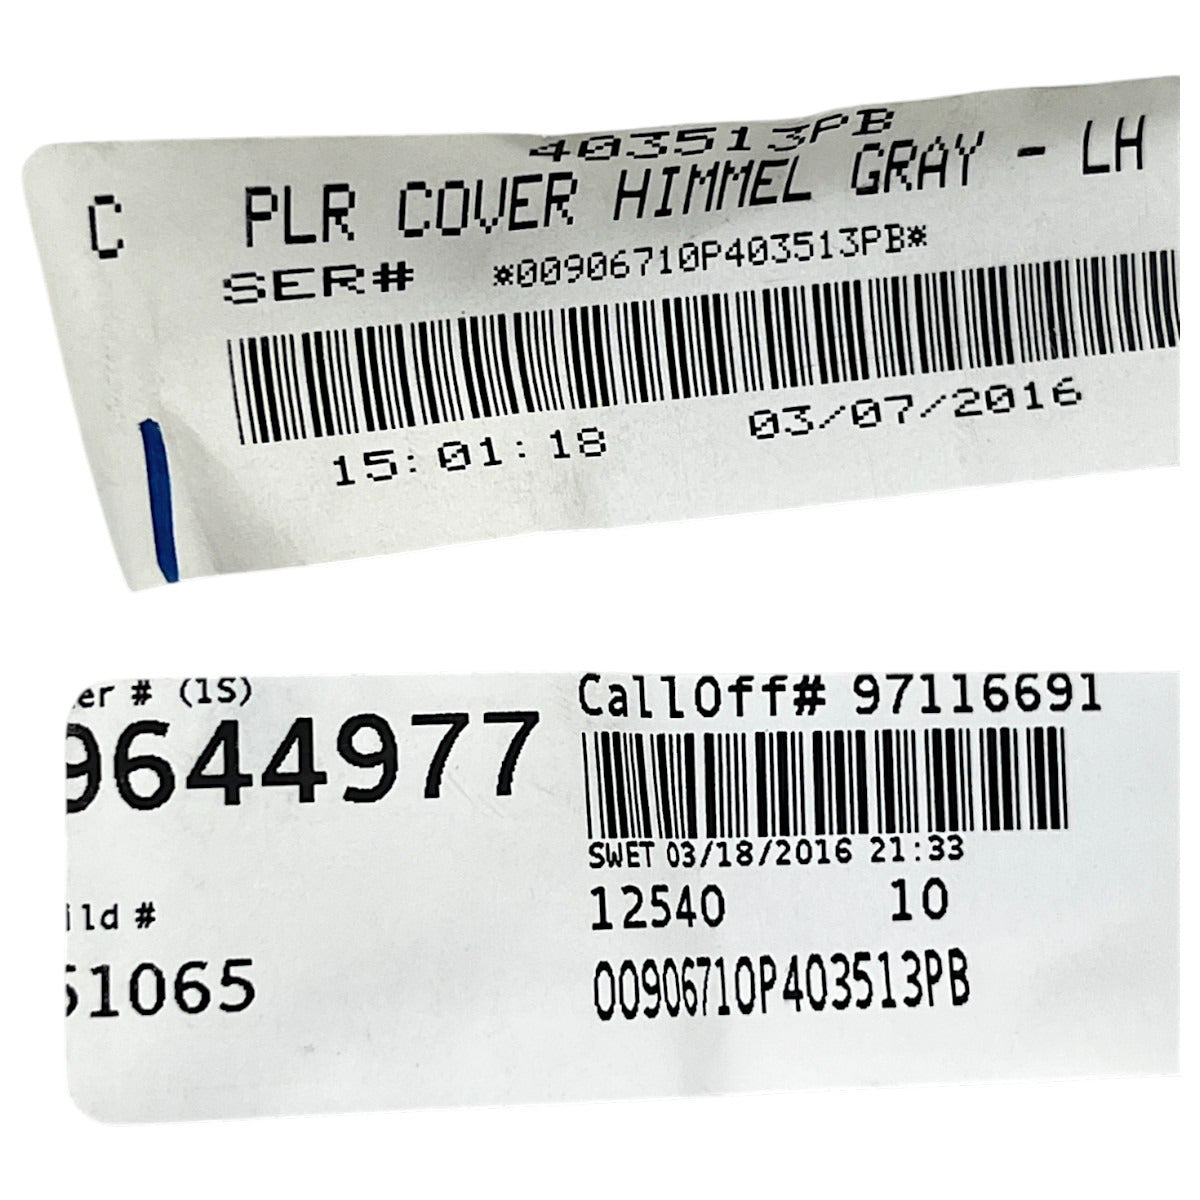 403513PB
C PLR COVER HIMMEL GRAY - LH
SER# *00906710P403513PB*
15:01:18 03/07/2016
er # (1S)
9644977
CallOff# 97116691
SWET 03/18/2016 21:33
12540 10
ild #
51065
00906710P403513PB